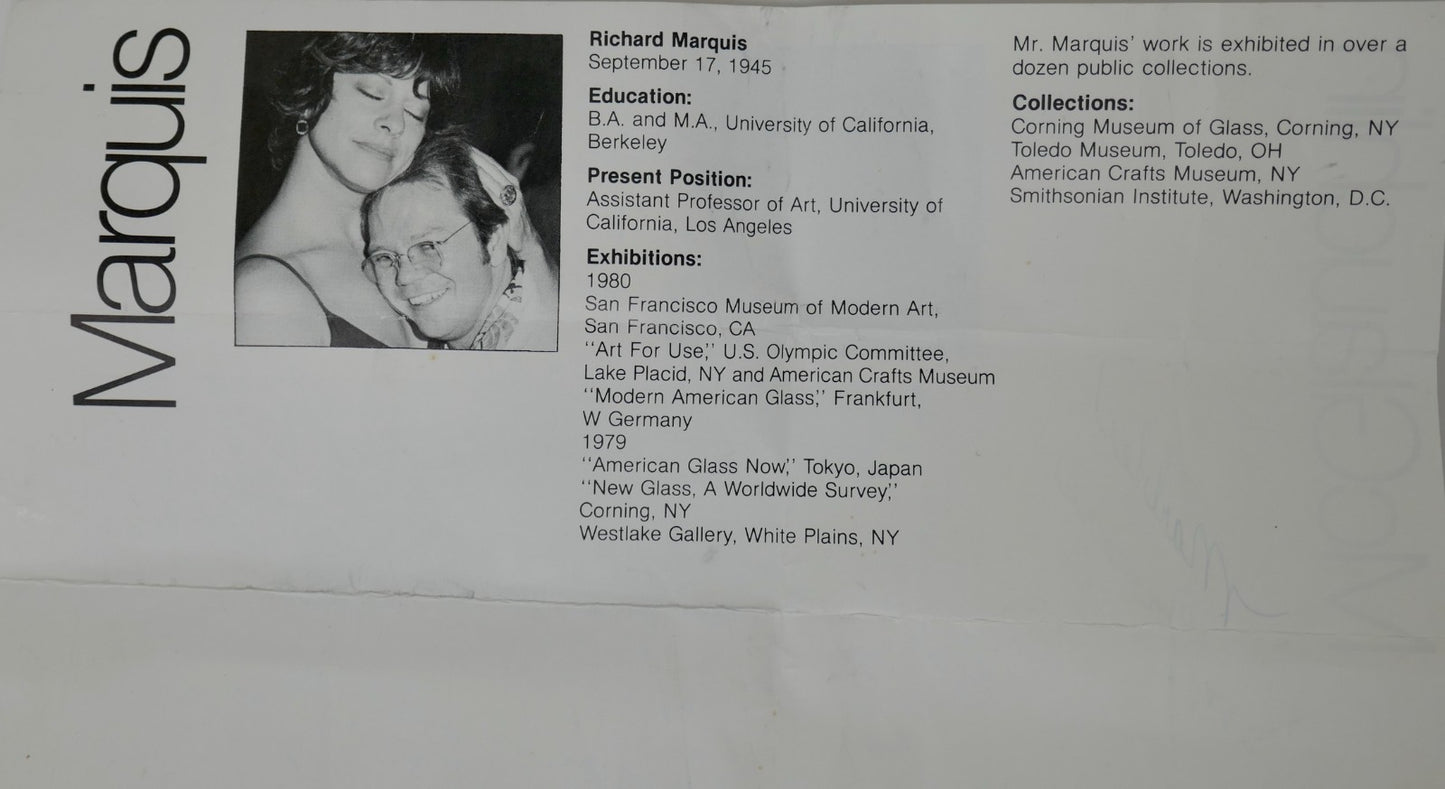 Marquis
Richard Marquis
September 17, 1945
Education:
B.A. and M.A., University of California,
Berkeley
Present Position:
Assistant Professor of Art, University of
California, Los Angeles
Exhibitions:
1980
San Francisco Museum of Modern Art,
San Francisco, CA
“Art For Use,” U.S. Olympic Committee,
Lake Placid, NY and American Crafts Museum
“Modern American Glass,” Frankfurt,
W Germany
1979
“American Glass Now,” Tokyo, Japan
“New Glass, A Worldwide Survey,”
Corning, NY
Westlake Gallery, White Plains, NY
Mr. Marquis’ work is exhibited in over a
dozen public collections.
Collections:
Corning Museum of Glass, Corning, NY
Toledo Museum, Toledo, OH
American Crafts Museum, NY
Smithsonian Institute, Washington, D.C.